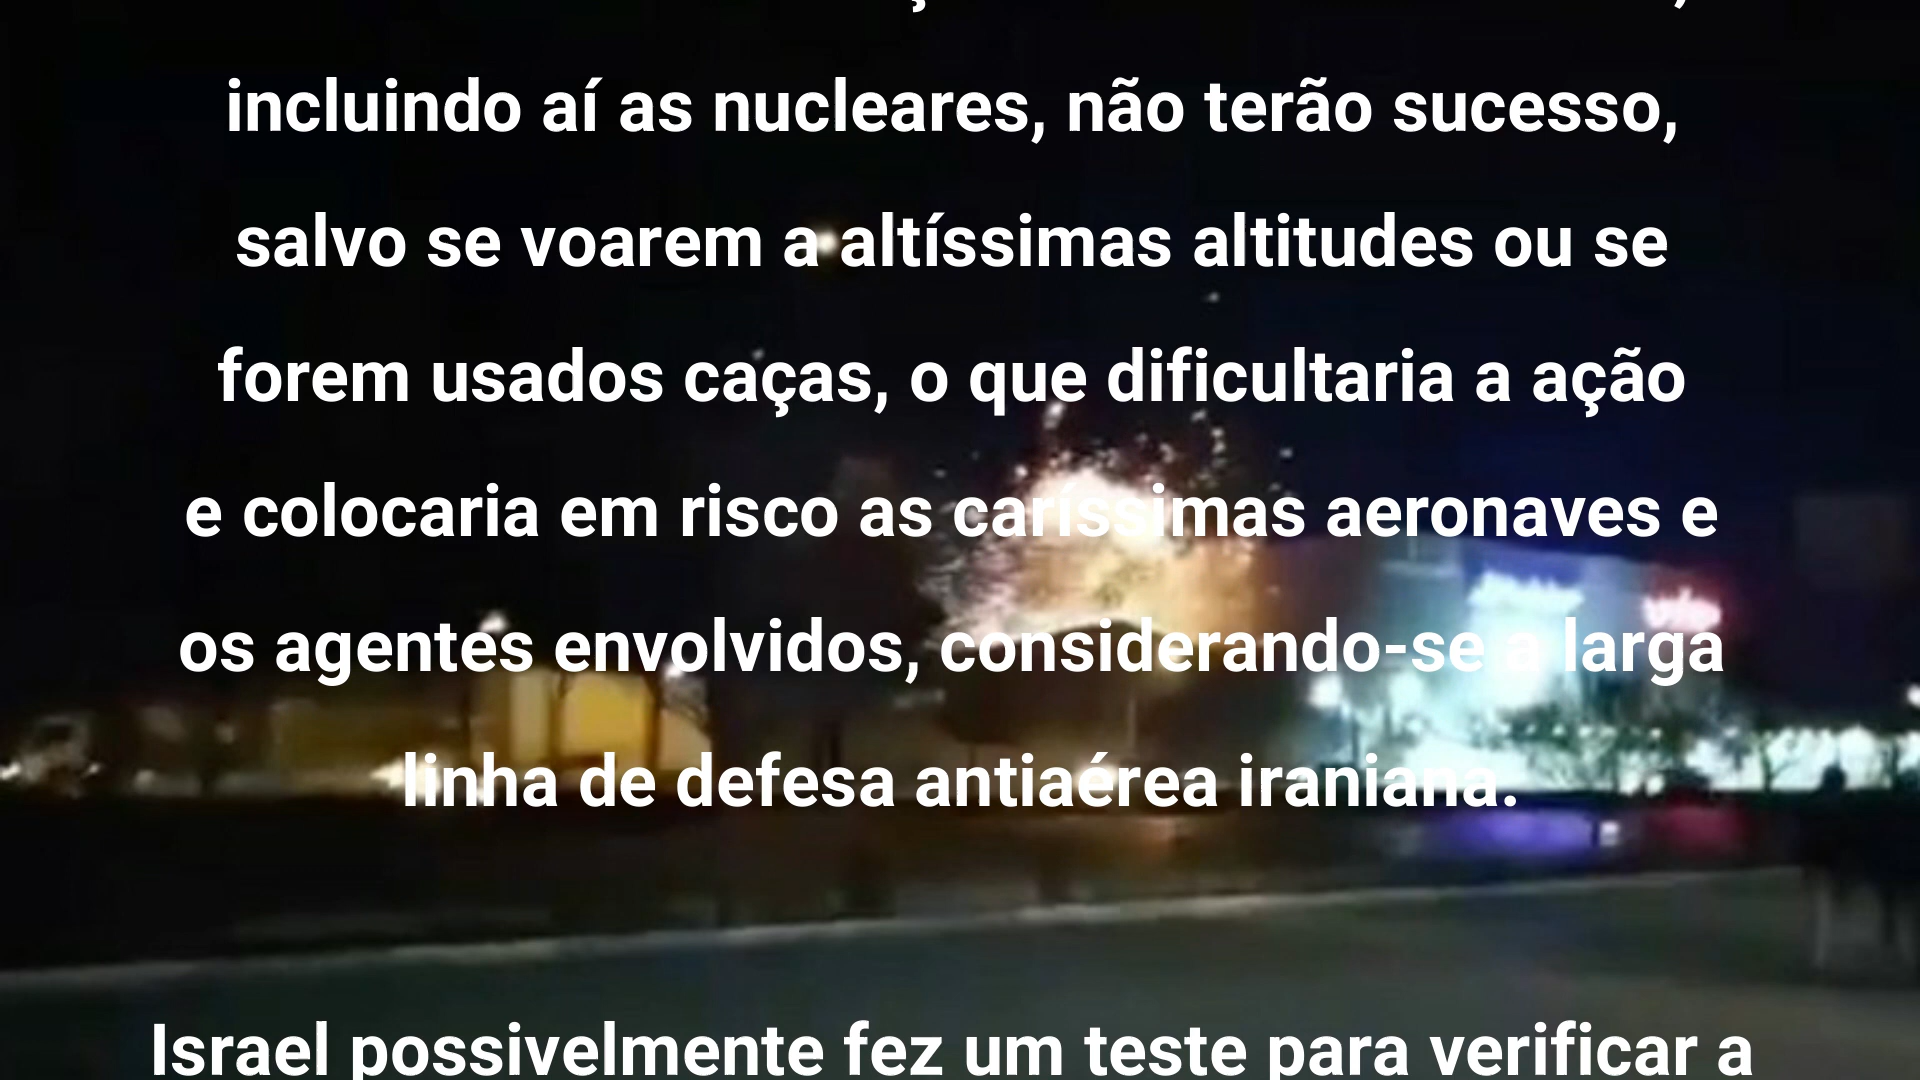 incluindo aí as nucleares, não terão sucesso,
salvo se voarem a altíssimas altitudes ou se
forem usados caças, o que dificultaria a ação
e colocaria em risco as caríssimas aeronaves e
os agentes envolvidos, considerando-se a larga
linha de defesa antiaérea iraniana.
Israel possivelmente fez um teste para verificar a